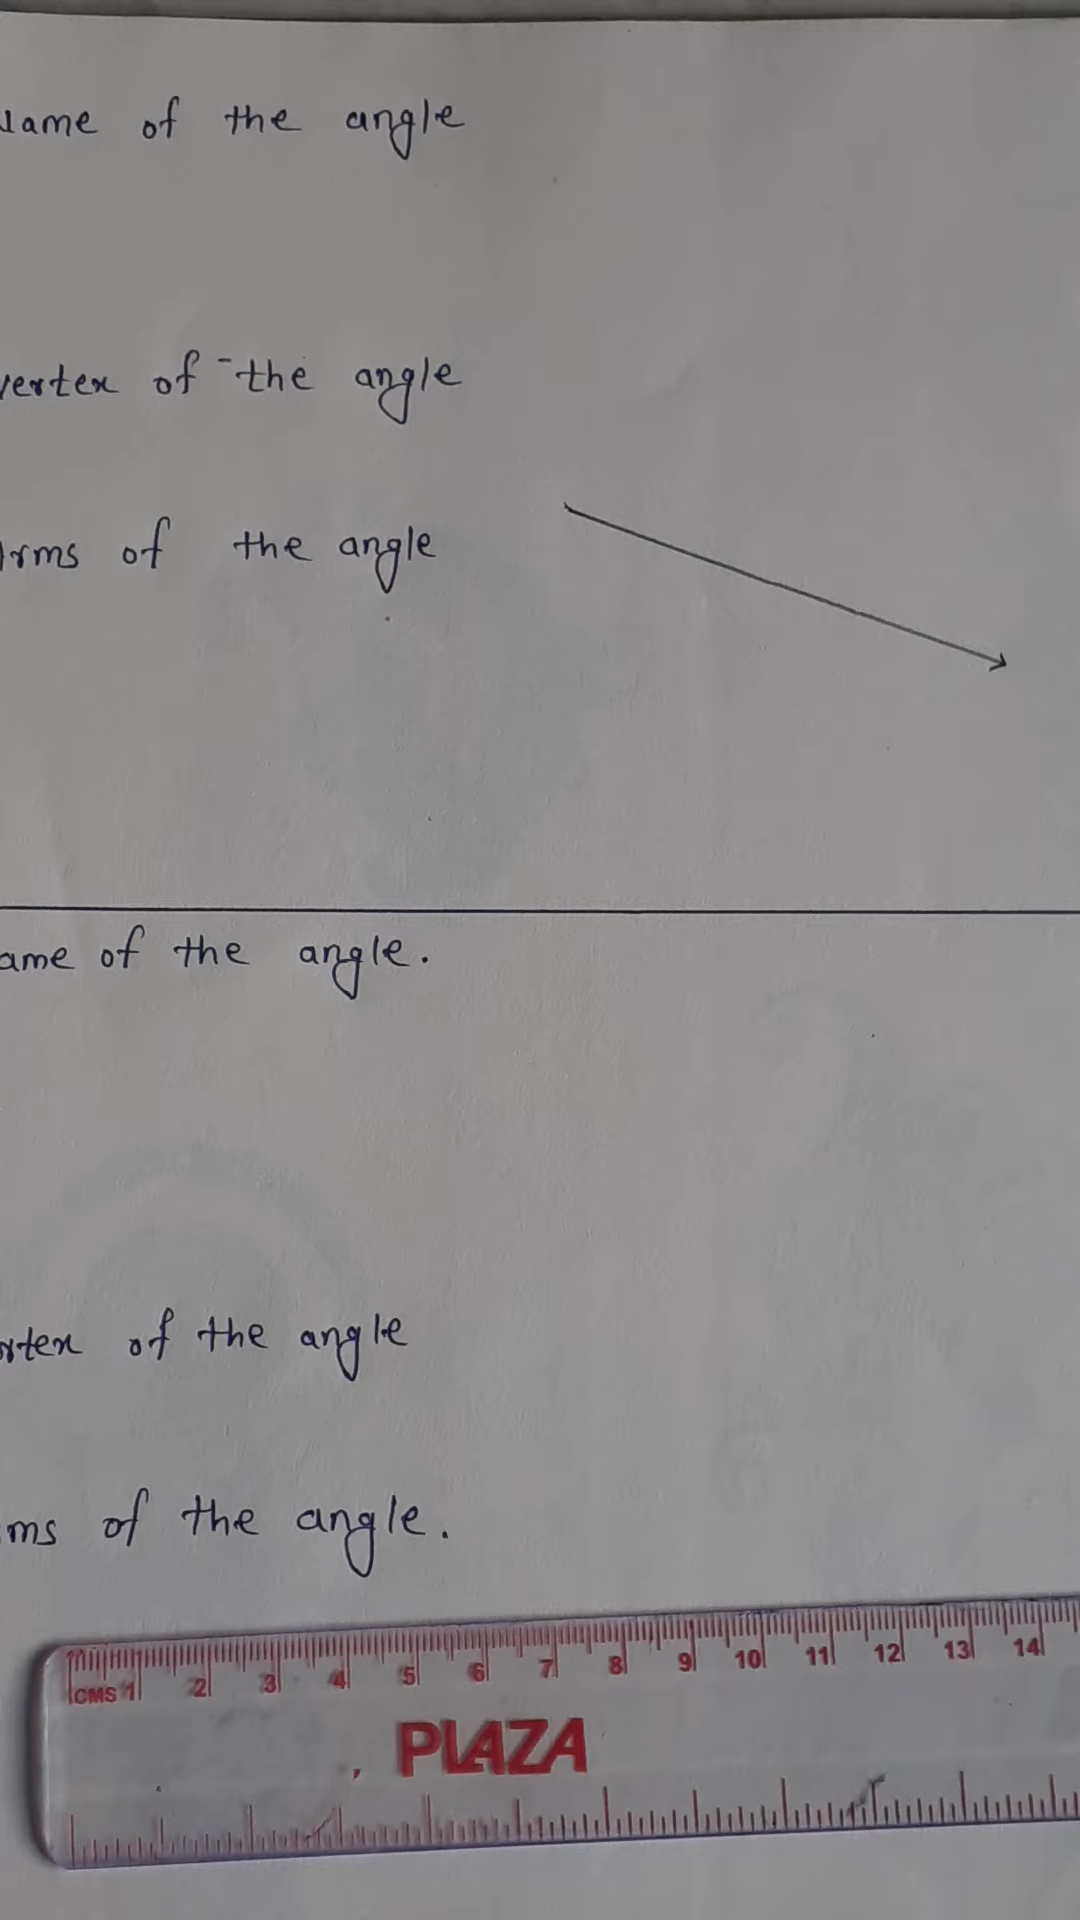 Name of the angle
vertex of the angle
Arms of the angle
ame of the angle.
rtex of the angle
ms of the angle.
CMS 1 2 3 4 5 6 7 8 9 10 11 12 13 14
PLAZA